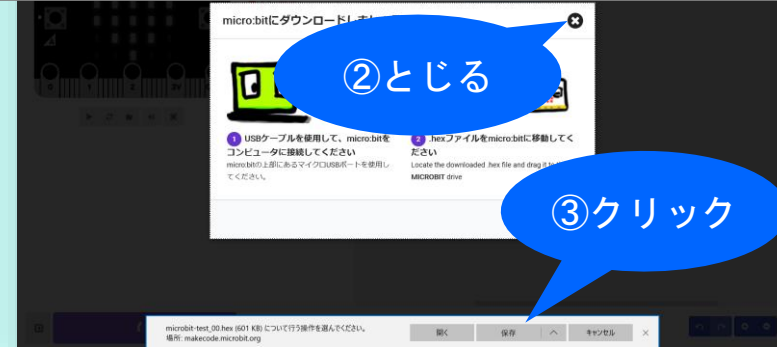 micro:bitにダウンロードし
②とじる
1 USBケーブルを使用して、micro:bitを
コンピュータに接続してください
micro:bitの上部にあるマイクロUSBポートを使用し
てください。
2 .hexファイルをmicro:bitに移動してく
ださい
Locate the downloaded .hex file and drag it to
MICROBIT drive
③クリック
microbit-test_00.hex (601 KB) について行う操作を選んでください。
場所: makecode.microbit.org
開く 保存 キャンセル
0 1 2 3V